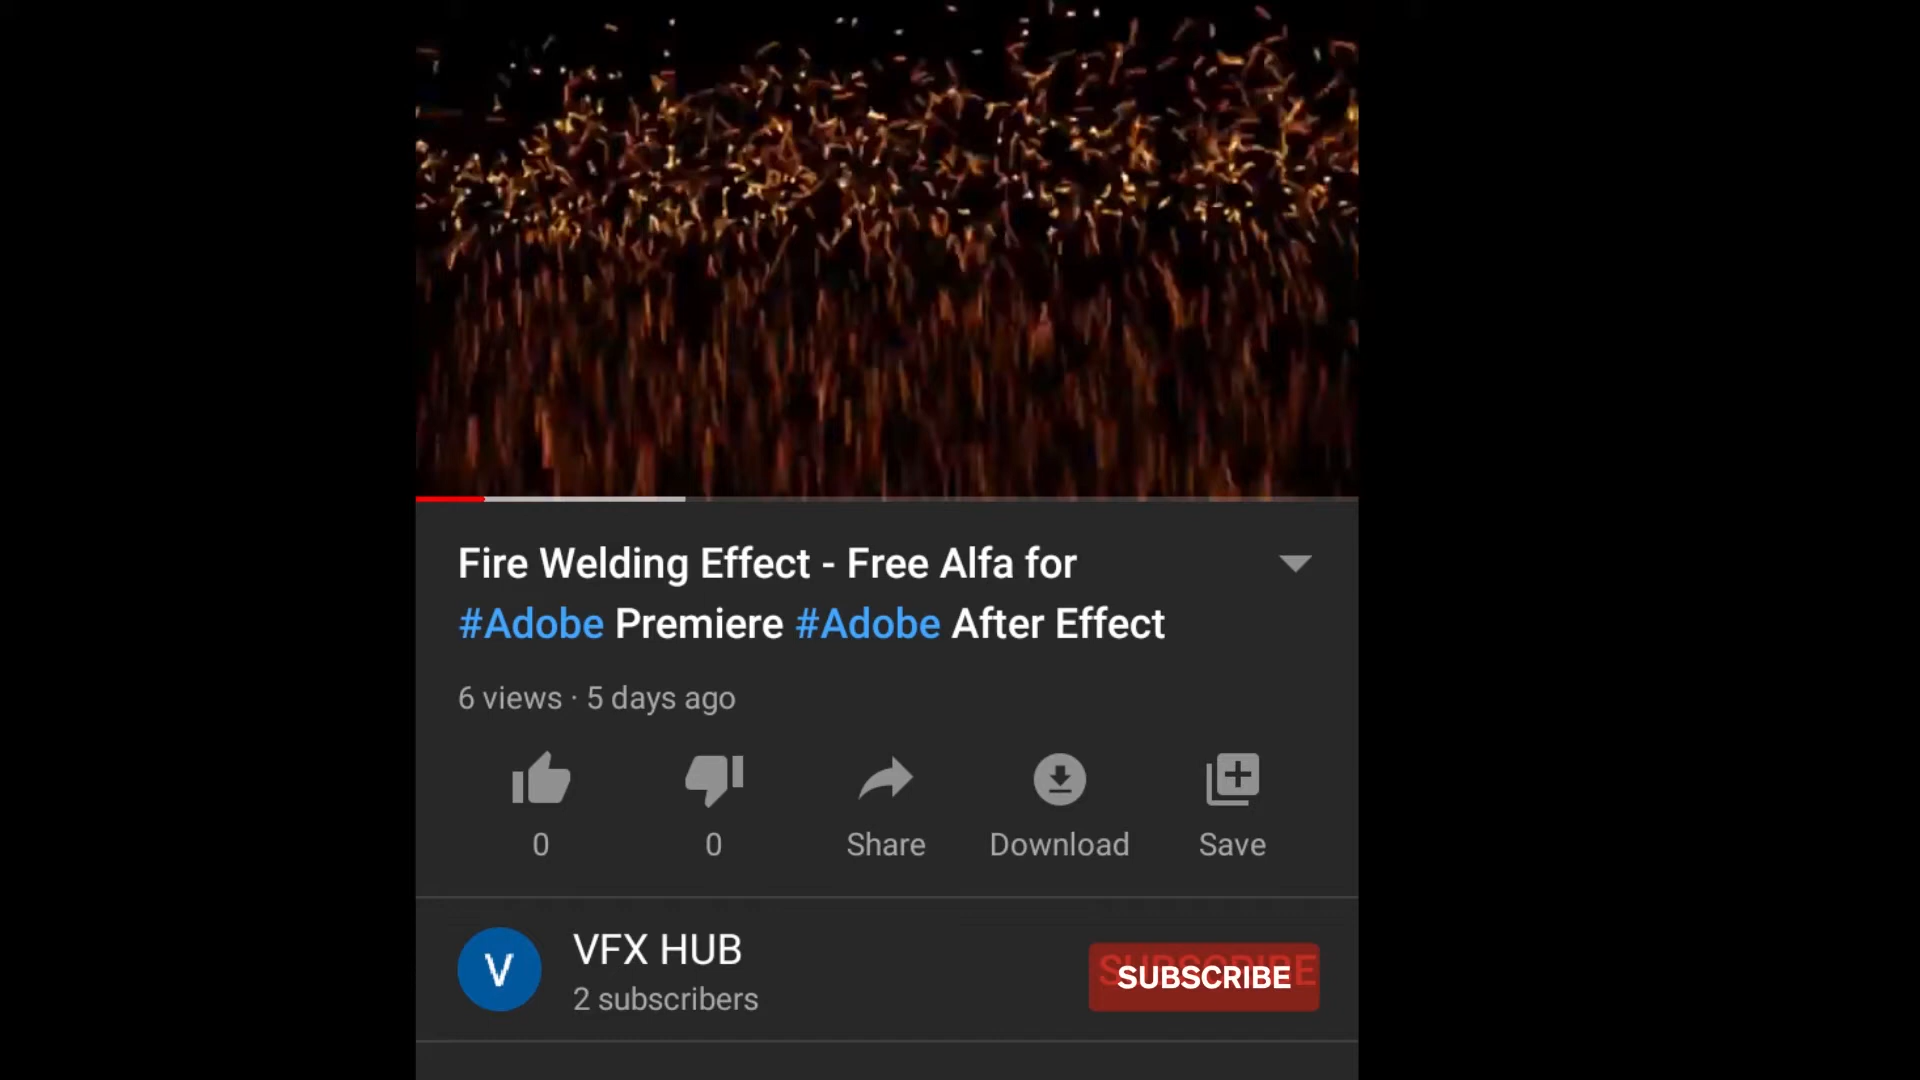 Fire Welding Effect - Free Alfa for
#Adobe Premiere #Adobe After Effect
6 views · 5 days ago
0
0
Share
Download
Save
V
VFX HUB
2 subscribers
SUBSCRIBE
SUBSCRIBE